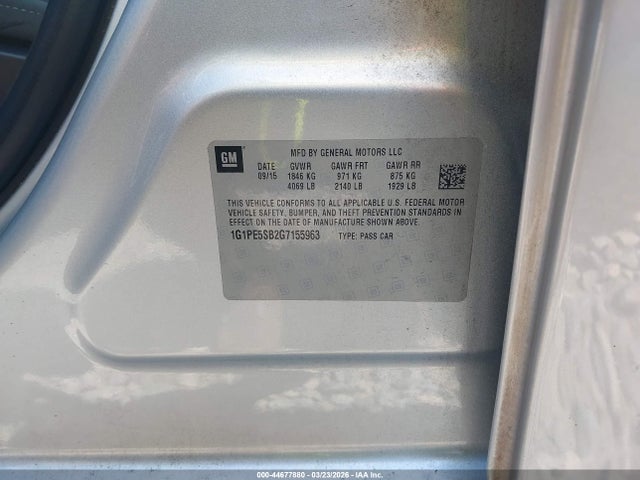 GM
MFD BY GENERAL MOTORS LLC
DATE GVWR GAWR FRT GAWR RR
09/15 1846 KG 971 KG 875 KG
4069 LB 2140 LB 1929 LB
THIS VEHICLE CONFORMS TO ALL APPLICABLE U.S. FEDERAL MOTOR
VEHICLE SAFETY, BUMPER, AND THEFT PREVENTION STANDARDS IN
EFFECT ON THE DATE OF MANUFACTURE SHOWN ABOVE.
1G1PE5SB2G7155963 TYPE: PASS CAR
000-44677880 - 03/23/2026 - COPYRIGHT IAA, LLC